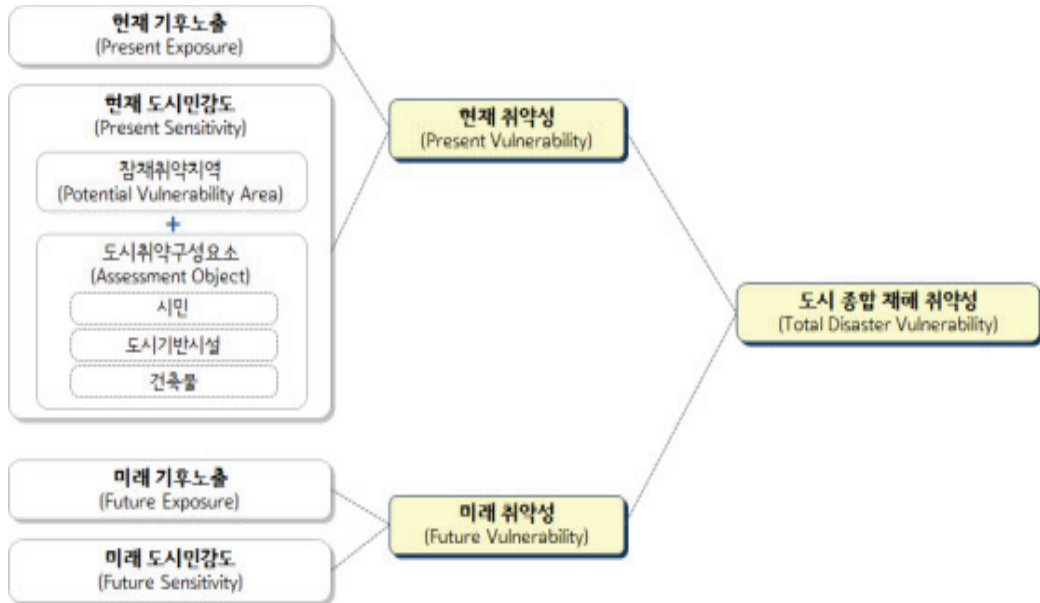 현재 기후노출
(Present Exposure)
현재 도시민감도
(Present Sensitivity)
잠재취약지역
(Potential Vulnerability Area)
+
도시취약구성요소
(Assessment Object)
시민
도시기반시설
건축물
현재 취약성
(Present Vulnerability)
도시 종합 재해 취약성
(Total Disaster Vulnerability)
미래 기후노출
(Future Exposure)
미래 도시민감도
(Future Sensitivity)
미래 취약성
(Future Vulnerability)